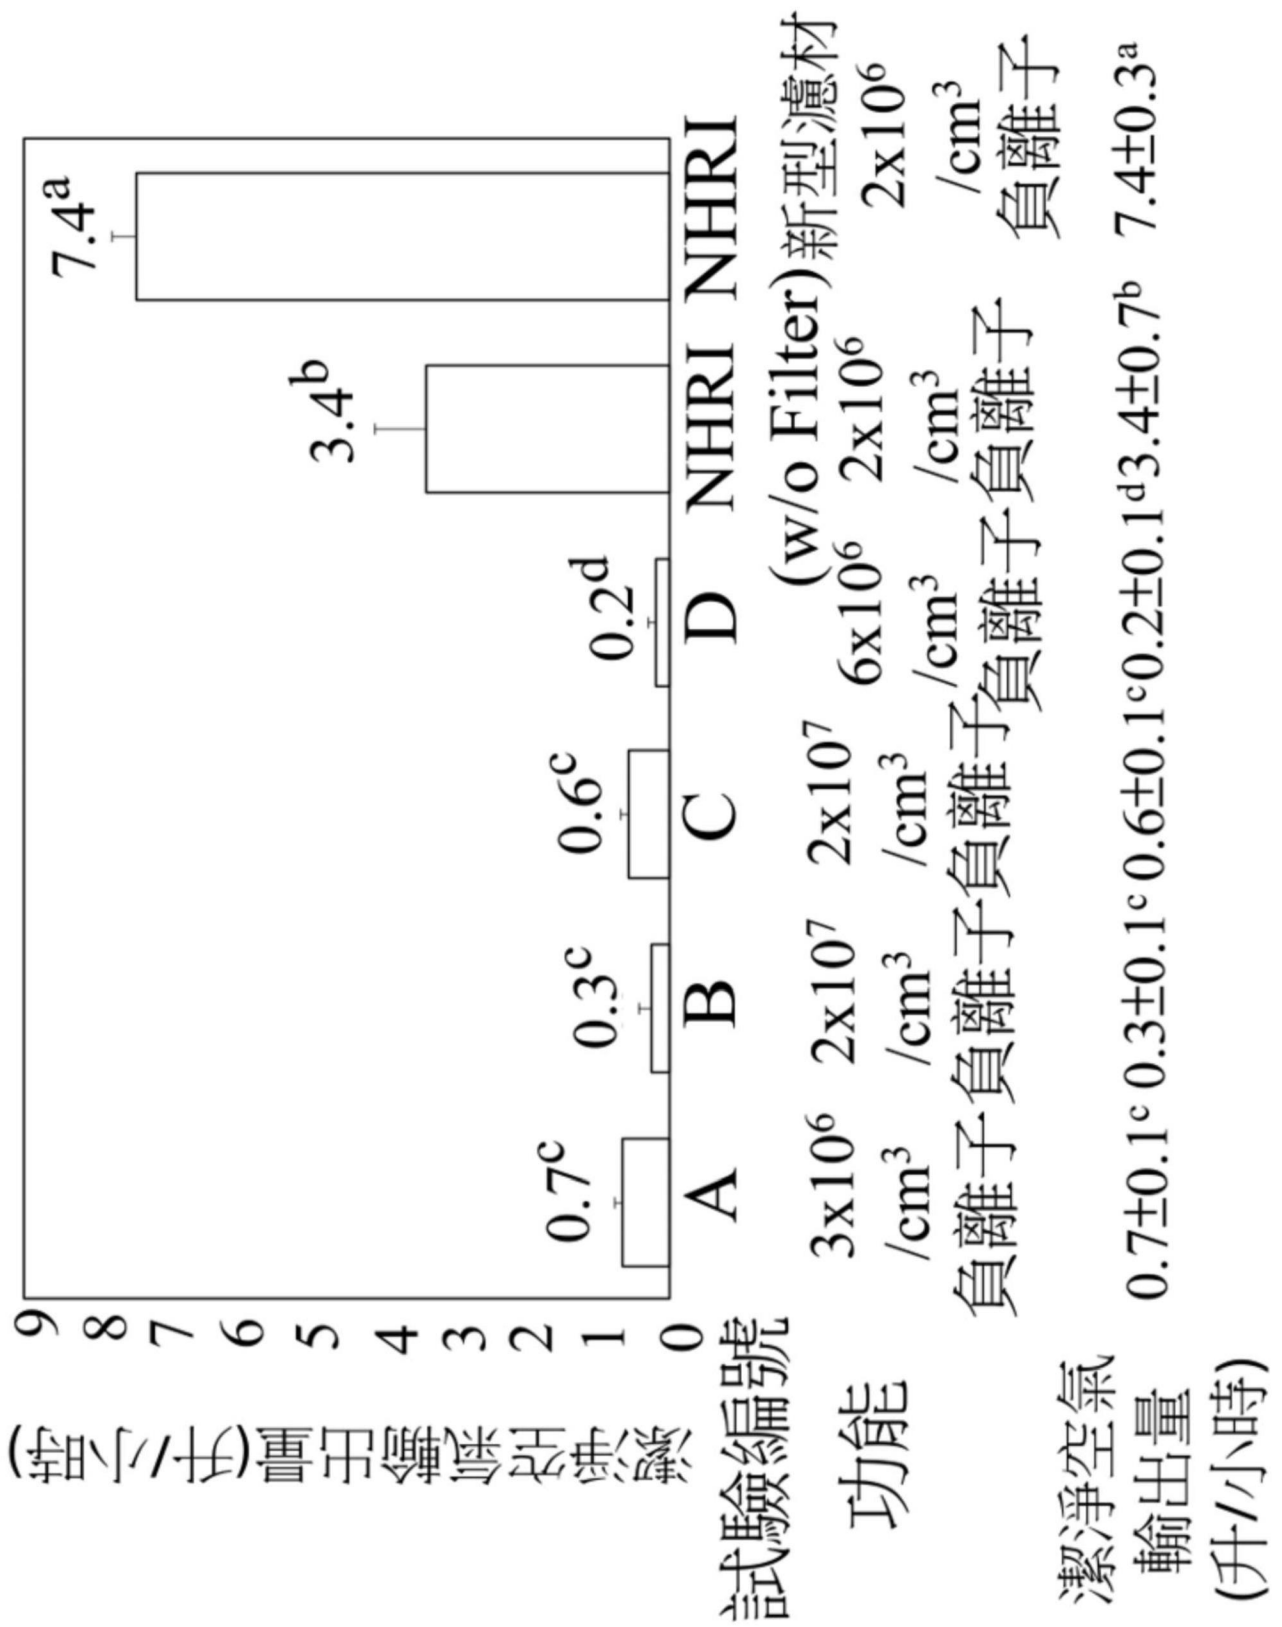 潔淨空氣輸出量(升/小時)
9
8
7
6
5
4
3
2
1
0
0.7ᶜ
0.3ᶜ
0.6ᶜ
0.2ᵈ
3.4ᵇ
7.4ᵃ
試驗編號 A B C D NHRI NHRI
(w/o Filter) 新型濾材
功能 3x10⁶ 2x10⁷ 2x10⁷ 6x10⁶ 2x10⁶ 2x10⁶
/cm³ /cm³ /cm³ /cm³ /cm³ /cm³
負離子 負離子 負離子 負離子 負離子 負離子
潔淨空氣
輸出量
(升/小時)
0.7±0.1ᶜ 0.3±0.1ᶜ 0.6±0.1ᶜ 0.2±0.1ᵈ 3.4±0.7ᵇ 7.4±0.3ᵃ